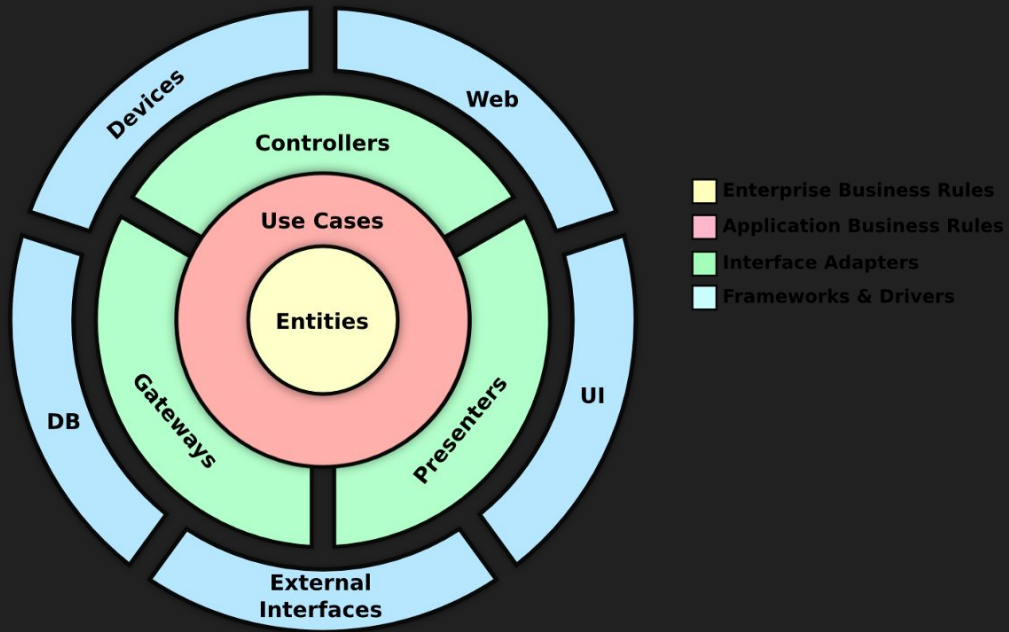 Devices
Web
Controllers
Use Cases
Entities
Gateways
Presenters
DB
UI
External
Interfaces
Enterprise Business Rules
Application Business Rules
Interface Adapters
Frameworks & Drivers